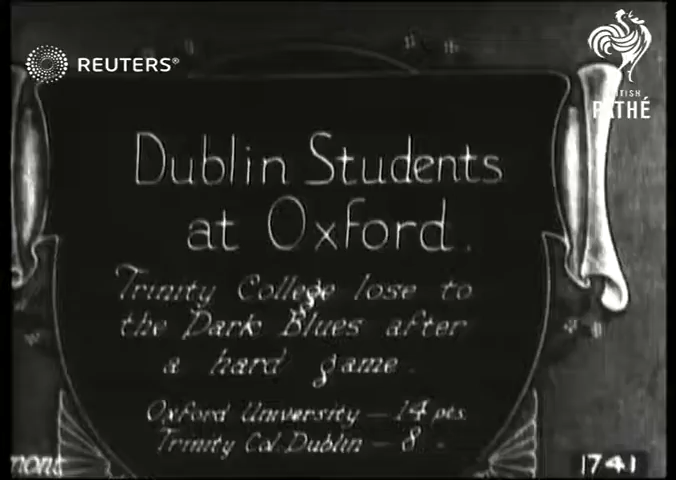 REUTERS®
BRITISH
PATHÉ
Dublin Students
at Oxford.
Trinity College lose to
the Dark Blues after
a hard game.
Oxford University — 14 pts.
Trinity Col. Dublin — 8 -
1741